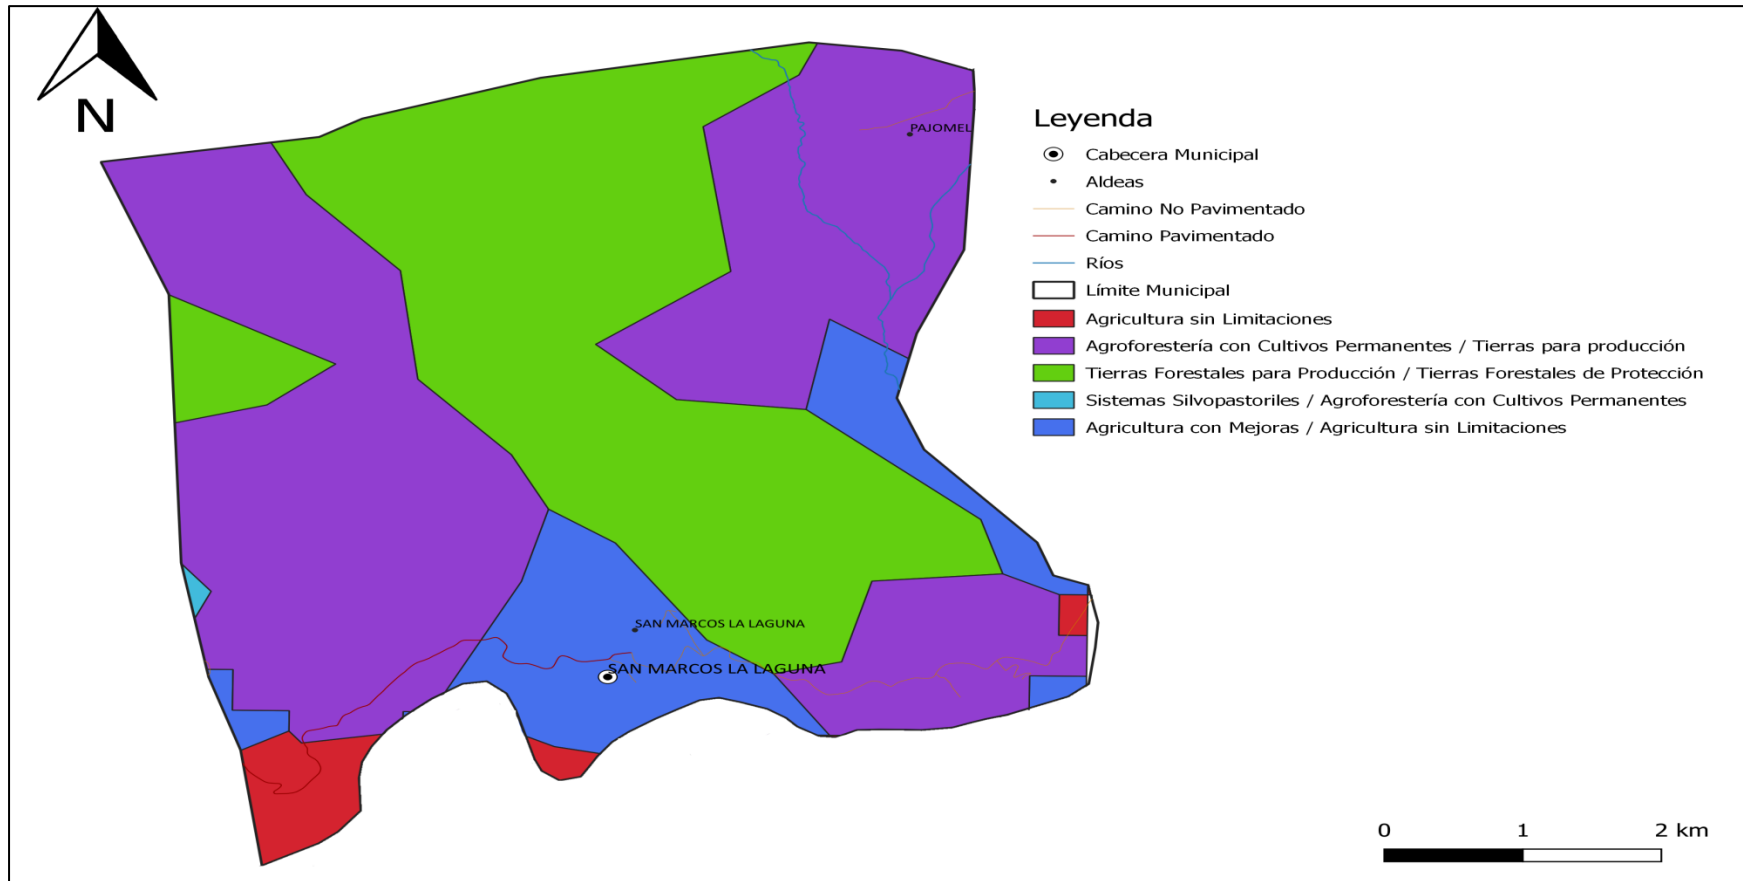 N
PAJOMEL
SAN MARCOS LA LAGUNA
SAN MARCOS LA LAGUNA
Leyenda
Cabecera Municipal
Aldeas
Camino No Pavimentado
Camino Pavimentado
Ríos
Límite Municipal
Agricultura sin Limitaciones
Agroforestería con Cultivos Permanentes / Tierras para producción
Tierras Forestales para Producción / Tierras Forestales de Protección
Sistemas Silvopastoriles / Agroforestería con Cultivos Permanentes
Agricultura con Mejoras / Agricultura sin Limitaciones
0 1 2 km